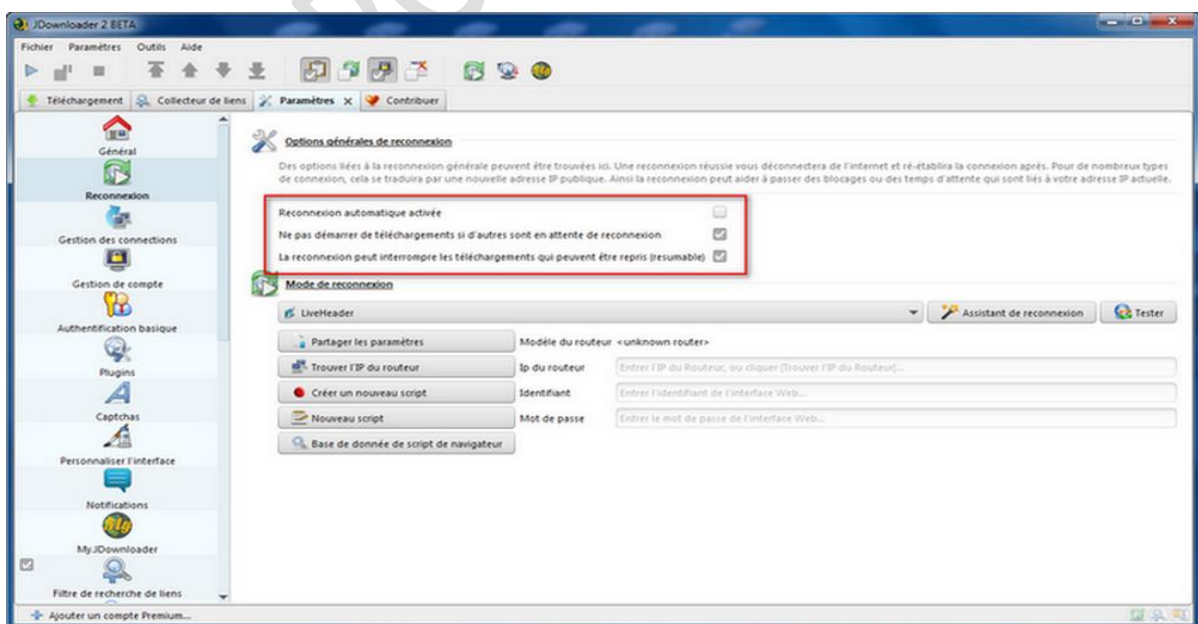 JDownloader 2 BETA
Fichier Paramètres Outils Aide
Téléchargement Collecteur de liens Paramètres x Contribuer
Général
Reconnexion
Gestion des connections
Gestion de compte
Authentification basique
Plugins
Captchas
Personnaliser l'interface
Notifications
My.JDownloader
Filtre de recherche de liens
Options générales de reconnexion
Des options liées à la reconnexion générale peuvent être trouvées ici. Une reconnexion réussie vous déconnectera de l'internet et ré-établira la connexion après. Pour de nombreux types
de connexion, cela se traduira par une nouvelle adresse IP publique. Ainsi la reconnexion peut aider à passer des blocages ou des temps d'attente qui sont liés à votre adresse IP actuelle.
Reconnexion automatique activée
Ne pas démarrer de téléchargements si d'autres sont en attente de reconnexion
La reconnexion peut interrompre les téléchargements qui peuvent être repris (resumable)
Mode de reconnexion
LiveHeader Assistant de reconnexion Tester
Partager les paramètres Modèle du routeur <unknown router>
Trouver l'IP du routeur Ip du routeur Entrer l'IP du Routeur, ou cliquer [Trouver l'IP du Routeur]...
Créer un nouveau script Identifiant Entrer l'identifiant de l'interface Web...
Nouveau script Mot de passe Entrer le mot de passe de l'interface Web...
Base de donnée de script de navigateur
Ajouter un compte Premium...